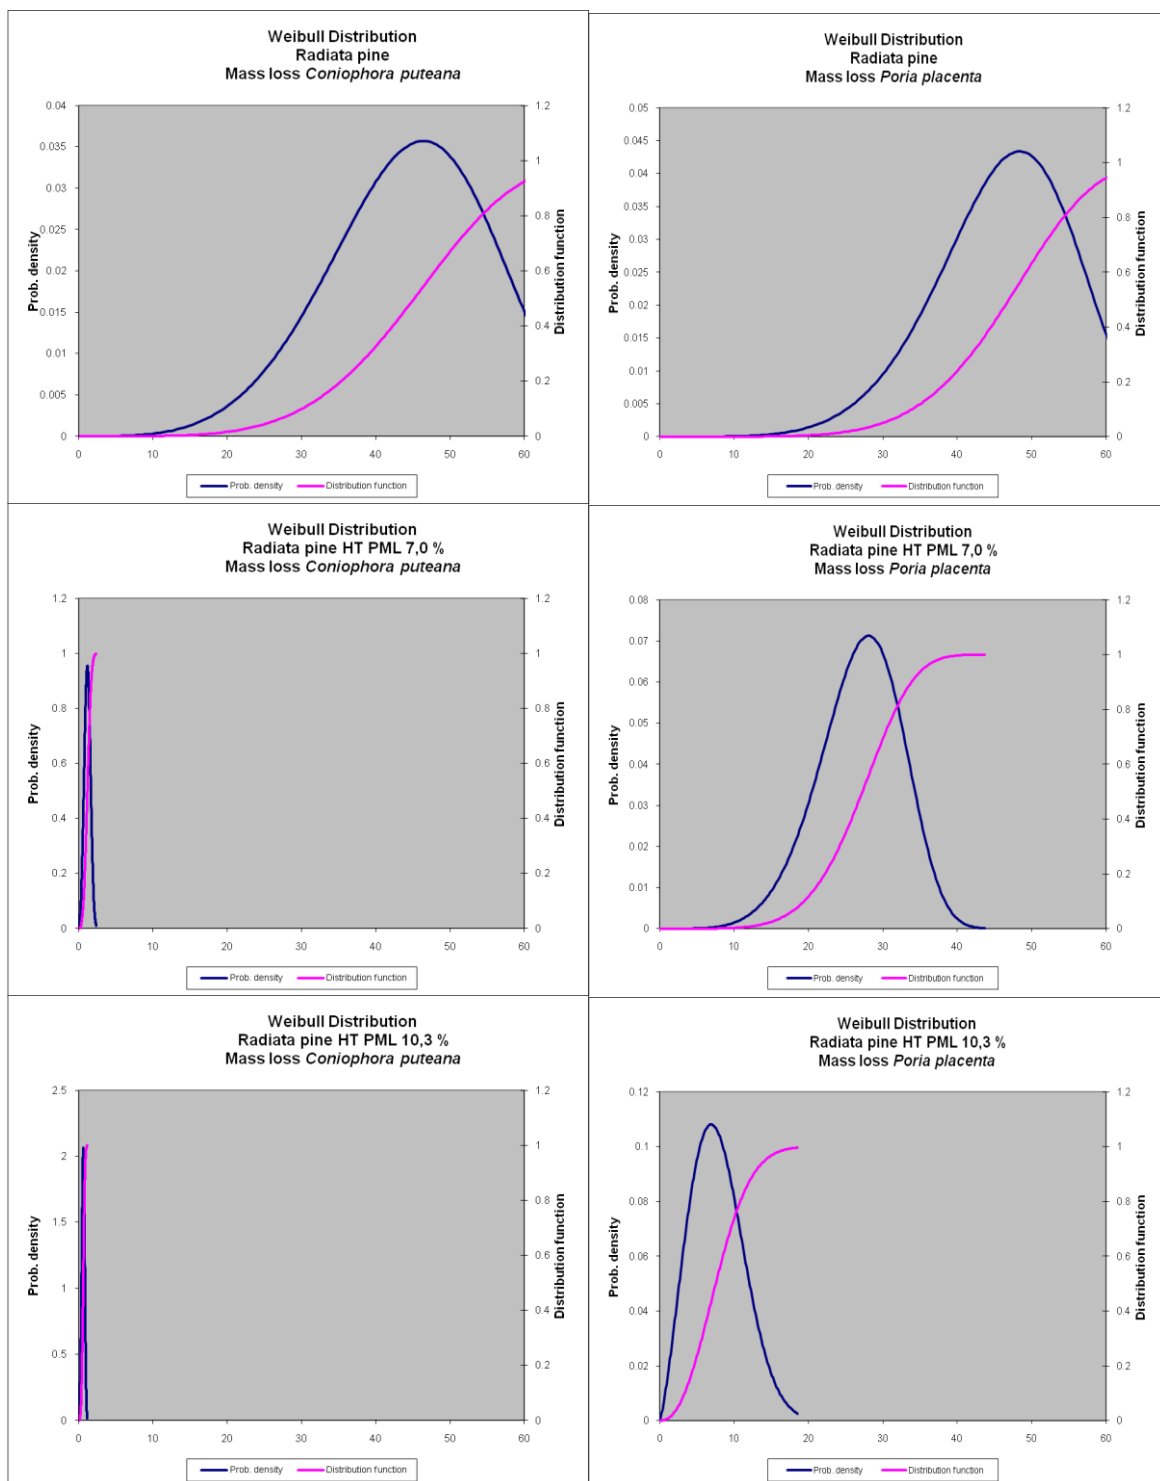 Weibull Distribution
Radiata pine
Mass loss Coniophora puteana
0.04
0.035
0.03
0.025
0.02
0.015
0.01
0.005
0
1.2
1
0.8
0.6
0.4
0.2
0
Prob. density
Distribution function
0 10 20 30 40 50 60
Prob. density Distribution function
Weibull Distribution
Radiata pine
Mass loss Poria placenta
0.05
0.045
0.04
0.035
0.03
0.025
0.02
0.015
0.01
0.005
0
1.2
1
0.8
0.6
0.4
0.2
0
Prob. density
Distribution function
0 10 20 30 40 50 60
Prob. density Distribution function
Weibull Distribution
Radiata pine HT PML 7,0 %
Mass loss Coniophora puteana
1.2
1
0.8
0.6
0.4
0.2
0
1.2
1
0.8
0.6
0.4
0.2
0
Prob. density
Distribution function
0 10 20 30 40 50 60
Prob. density Distribution function
Weibull Distribution
Radiata pine HT PML 7,0 %
Mass loss Poria placenta
0.08
0.07
0.06
0.05
0.04
0.03
0.02
0.01
0
1.2
1
0.8
0.6
0.4
0.2
0
Prob. density
Distribution function
0 10 20 30 40 50 60
Prob. density Distribution function
Weibull Distribution
Radiata pine HT PML 10,3 %
Mass loss Coniophora puteana
2.5
2
1.5
1
0.5
0
1.2
1
0.8
0.6
0.4
0.2
0
Prob. density
Distribution function
0 10 20 30 40 50 60
Prob. density Distribution function
Weibull Distribution
Radiata pine HT PML 10,3 %
Mass loss Poria placenta
0.12
0.1
0.08
0.06
0.04
0.02
0
1.2
1
0.8
0.6
0.4
0.2
0
Prob. density
Distribution function
0 10 20 30 40 50 60
Prob. density Distribution function